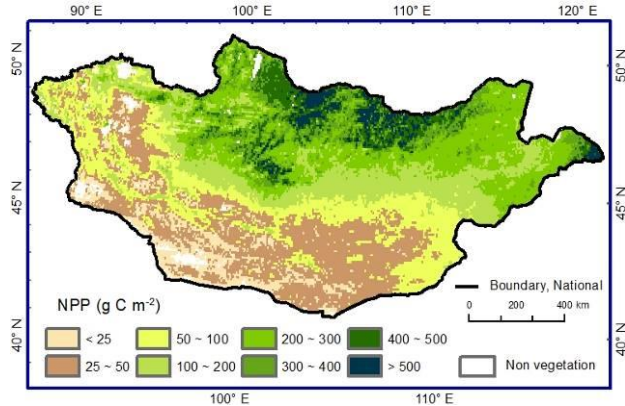 90° E 100° E 110° E 120° E
50° N 50° N
45° N 45° N
40° N 40° N
Boundary, National
0 200 400 km
NPP (g C m⁻²)
< 25 50 ~ 100 200 ~ 300 400 ~ 500
25 ~ 50 100 ~ 200 300 ~ 400 > 500 Non vegetation
100° E 110° E